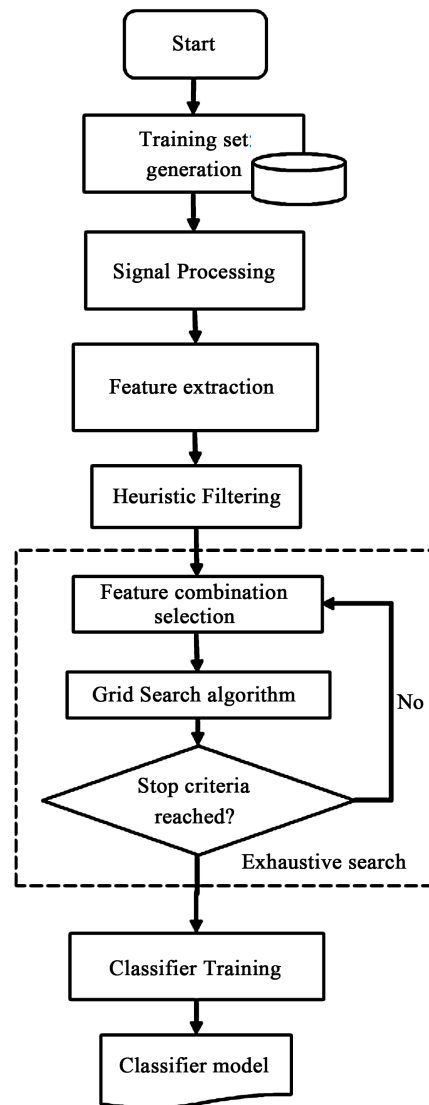 Start
Training set
generation
Signal Processing
Feature extraction
Heuristic Filtering
Feature combination
selection
Grid Search algorithm
No
Stop criteria
reached?
Exhaustive search
Classifier Training
Classifier model